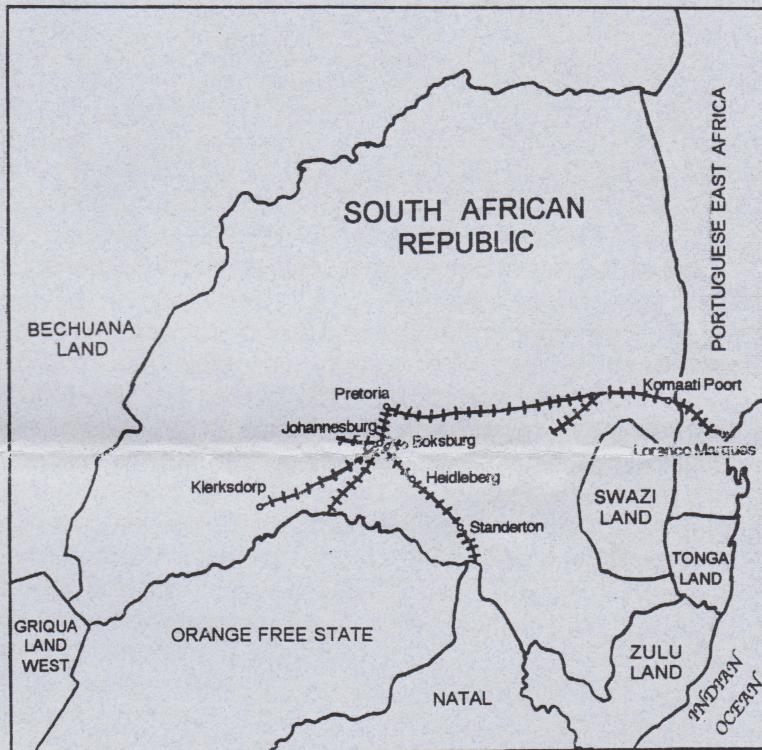 SOUTH AFRICAN
REPUBLIC
PORTUGUESE EAST AFRICA
BECHUANA
LAND
Pretoria
Komaati Poort
Johannesburg
Boksburg
Lorenco Marques
Klerksdorp
Heidleberg
SWAZI
LAND
Standerton
TONGA
LAND
GRIQUA
LAND
WEST
ORANGE FREE STATE
ZULU
LAND
NATAL
INDIAN
OCEAN